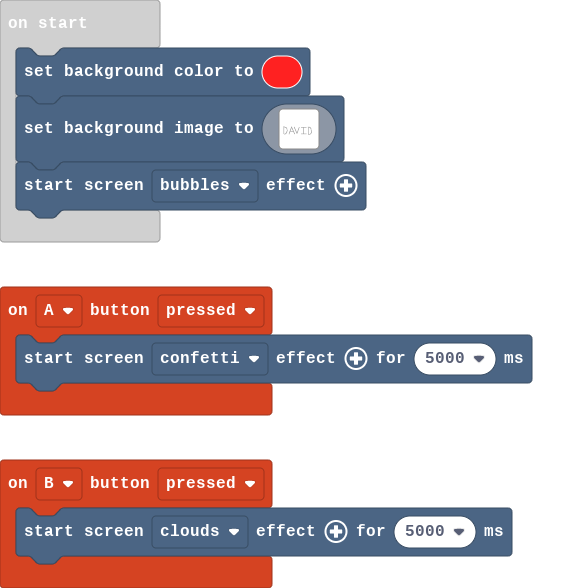 on start
set background color to
set background image to DAVID
start screen bubbles effect
on A button pressed
start screen confetti effect for 5000 ms
on B button pressed
start screen clouds effect for 5000 ms